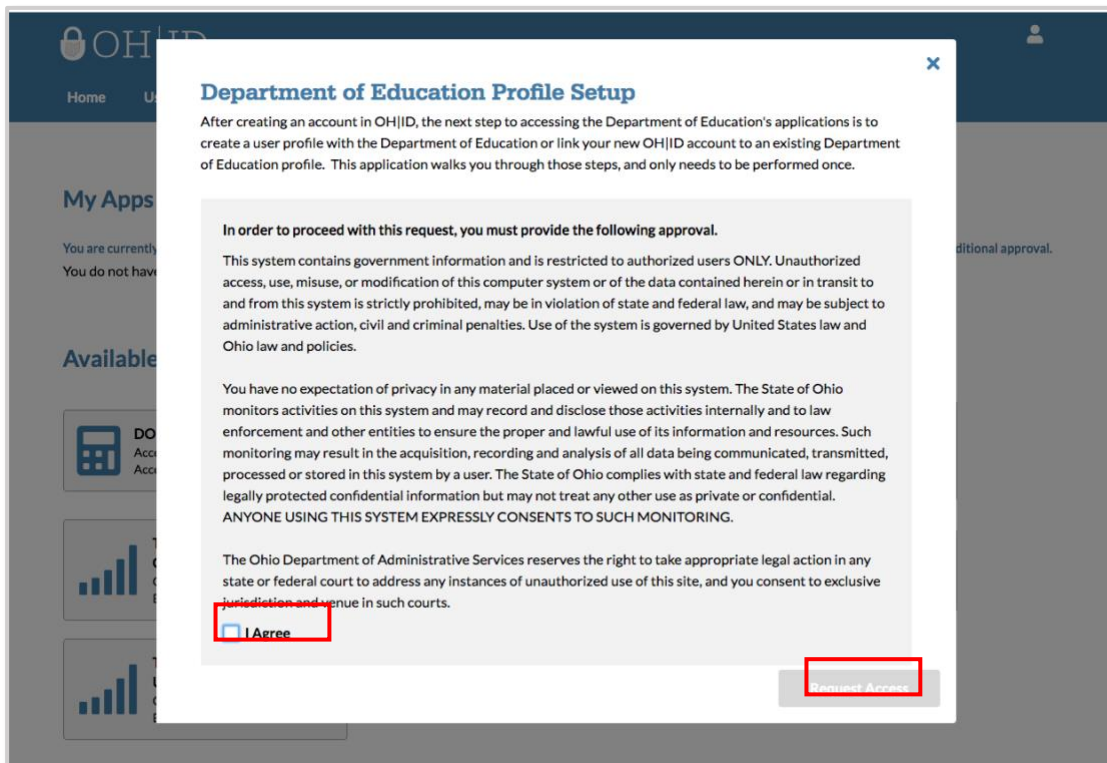 OH|ID
Home
Department of Education Profile Setup
After creating an account in OH|ID, the next step to accessing the Department of Education's applications is to
create a user profile with the Department of Education or link your new OH|ID account to an existing Department
of Education profile. This application walks you through those steps, and only needs to be performed once.
My Apps
You are currently
ditional approval.
You do not have
In order to proceed with this request, you must provide the following approval.
This system contains government information and is restricted to authorized users ONLY. Unauthorized
access, use, misuse, or modification of this computer system or of the data contained herein or in transit to
and from this system is strictly prohibited, may be in violation of state and federal law, and may be subject to
administrative action, civil and criminal penalties. Use of the system is governed by United States law and
Ohio law and policies.
Available
You have no expectation of privacy in any material placed or viewed on this system. The State of Ohio
monitors activities on this system and may record and disclose those activities internally and to law
enforcement and other entities to ensure the proper and lawful use of its information and resources. Such
monitoring may result in the acquisition, recording and analysis of all data being communicated, transmitted,
processed or stored in this system by a user. The State of Ohio complies with state and federal law regarding
legally protected confidential information but may not treat any other use as private or confidential.
ANYONE USING THIS SYSTEM EXPRESSLY CONSENTS TO SUCH MONITORING.
DO
Acc
Acc
The Ohio Department of Administrative Services reserves the right to take appropriate legal action in any
state or federal court to address any instances of unauthorized use of this site, and you consent to exclusive
jurisdiction and venue in such courts.
I Agree
Request Access